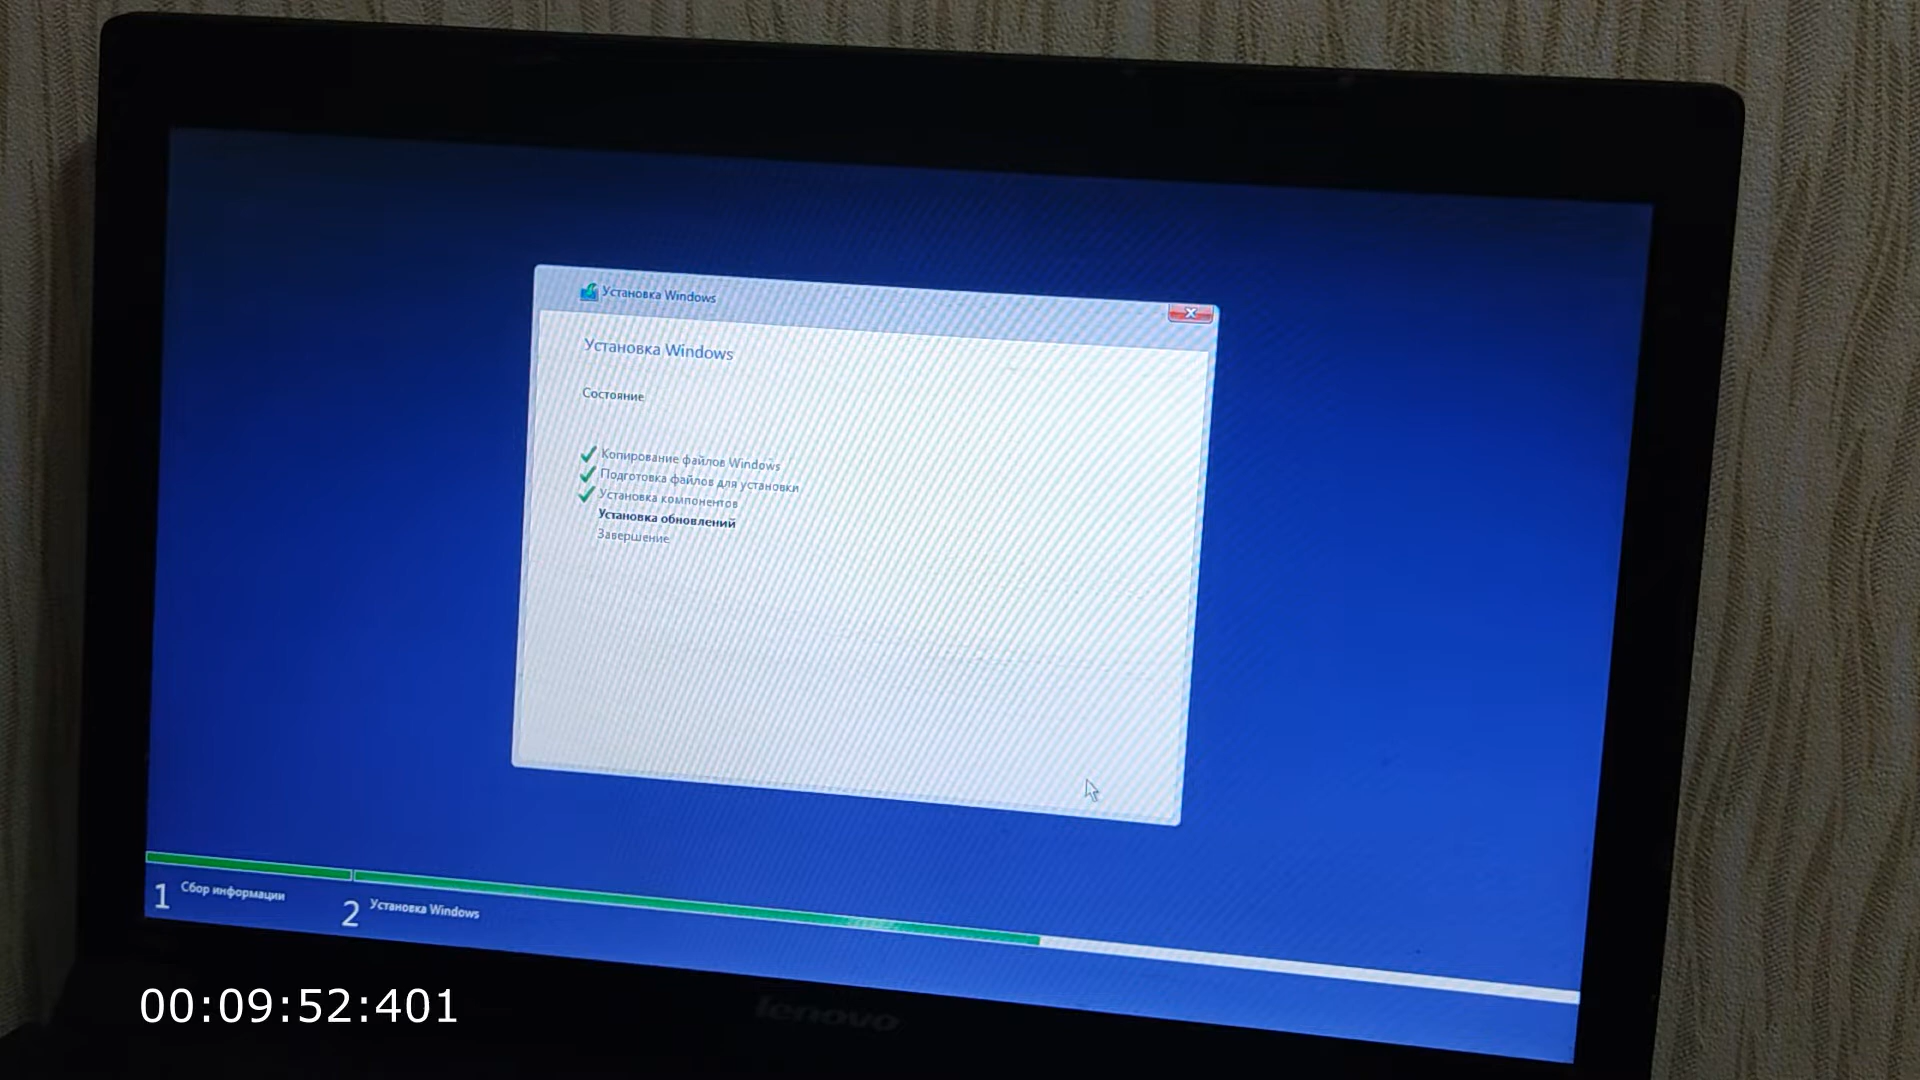 Установка Windows
Установка Windows
Состояние
Копирование файлов Windows
Подготовка файлов для установки
Установка компонентов
Установка обновлений
Завершение
1 Сбор информации
2 Установка Windows
00:09:52:401
lenovo